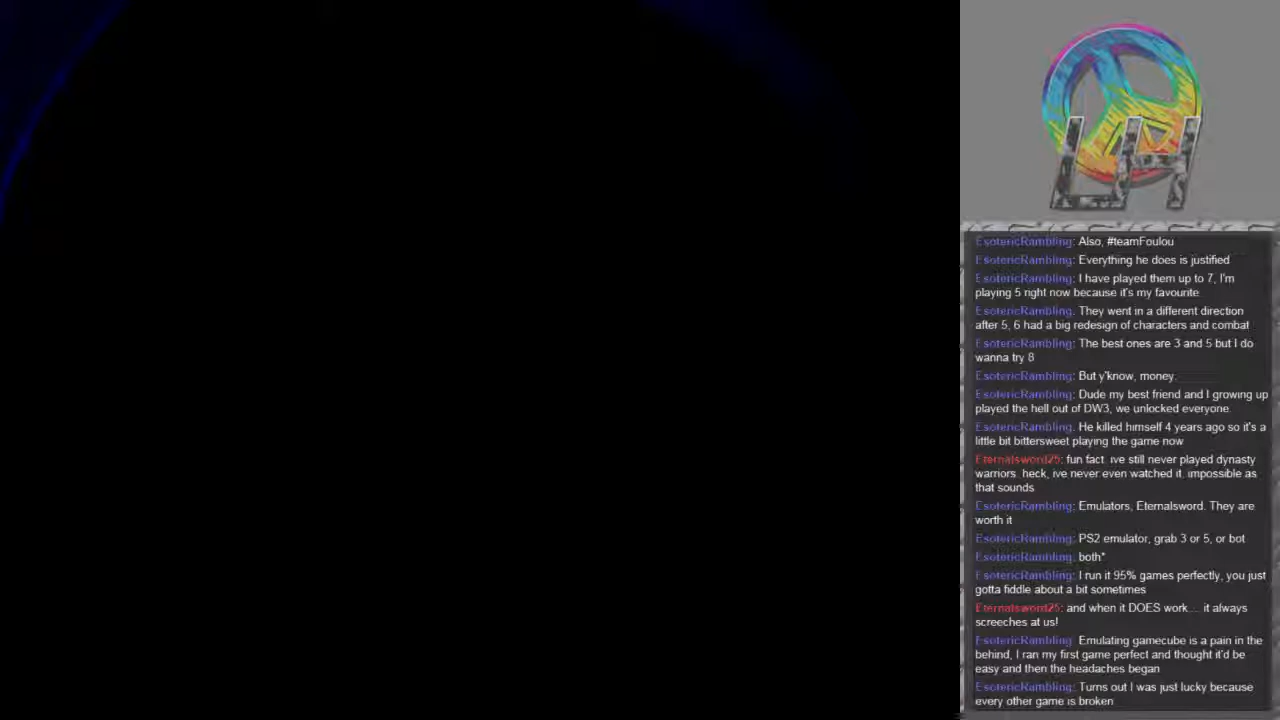 LH
EsotericRambling: Also, #teamFoulou
EsotericRambling: Everything he does is justified
EsotericRambling: I have played them up to 7, I'm
playing 5 right now because it's my favourite
EsotericRambling: They went in a different direction
after 5, 6 had a big redesign of characters and combat
EsotericRambling: The best ones are 3 and 5 but I do
wanna try 8
EsotericRambling: But y'know, money.
EsotericRambling: Dude my best friend and I growing up
played the hell out of DW3, we unlocked everyone
EsotericRambling: He killed himself 4 years ago so it's a
little bit bittersweet playing the game now
Eternalsword25: fun fact. ive still never played dynasty
warriors. heck, ive never even watched it. impossible as
that sounds
EsotericRambling: Emulators, Eternalsword. They are
worth it
EsotericRambling: PS2 emulator, grab 3 or 5, or bot
EsotericRambling: both*
EsotericRambling: I run it 95% games perfectly, you just
gotta fiddle about a bit sometimes
Eternalsword25: and when it DOES work.... it always
screeches at us!
EsotericRambling: Emulating gamecube is a pain in the
behind, I ran my first game perfect and thought it'd be
easy and then the headaches began
EsotericRambling: Turns out I was just lucky because
every other game is broken